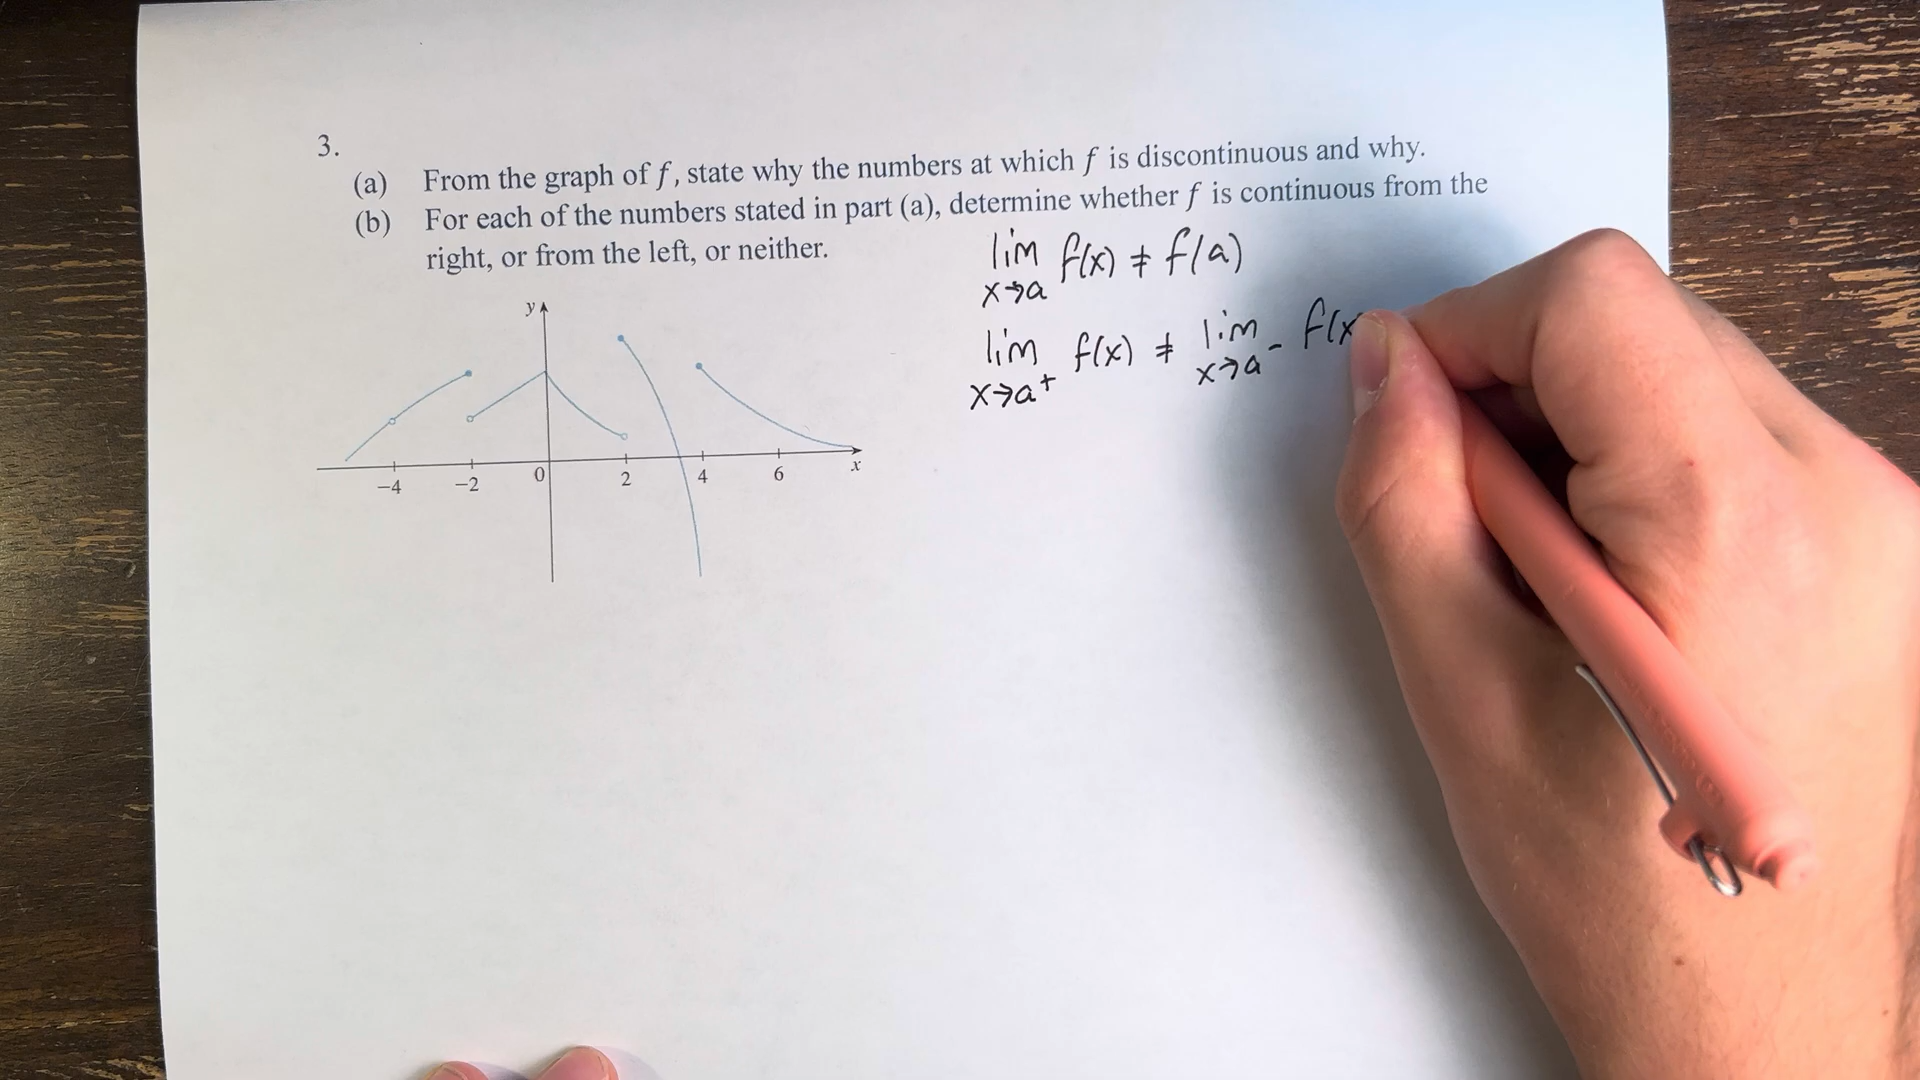 3.
(a) From the graph of f, state why the numbers at which f is discontinuous and why.
(b) For each of the numbers stated in part (a), determine whether f is continuous from the
right, or from the left, or neither.
lim f(x) ≠ f(a)
x→a
lim f(x) ≠ lim f(x
x→a⁺ x→a⁻
y
−4 −2 0 2 4 6 x